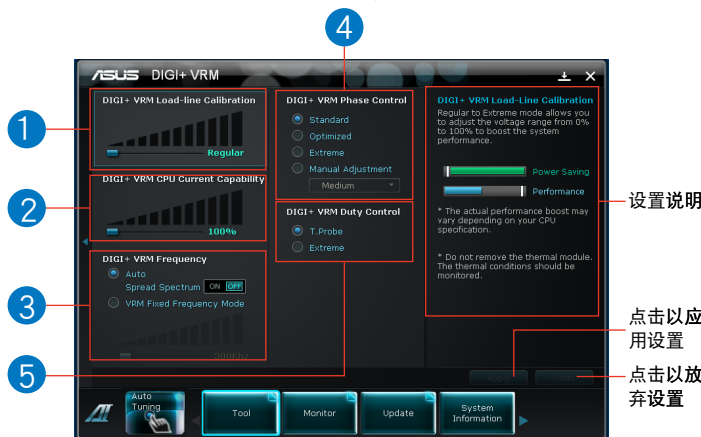 4
ASUS DIGI+ VRM
1
DIGI+ VRM Load-line Calibration
Regular
2
DIGI+ VRM CPU Current Capability
100%
3
DIGI+ VRM Frequency
Auto
Spread Spectrum ON OFF
VRM Fixed Frequency Mode
300Khz
DIGI+ VRM Phase Control
Standard
Optimized
Extreme
Manual Adjustment
Medium
DIGI+ VRM Duty Control
T.Probe
Extreme
5
DIGI+ VRM Load-Line Calibration
Regular to Extreme mode allows you
to adjust the voltage range from 0%
to 100% to boost the system
performance.
Power Saving
Performance
* The actual performance boost may
vary depending on your CPU
specification.
* Do not remove the thermal module.
The thermal conditions should be
monitored.
设置说明
点击以应
用设置
点击以放
弃设置
Auto
Tuning
Tool
Monitor
Update
System
Information